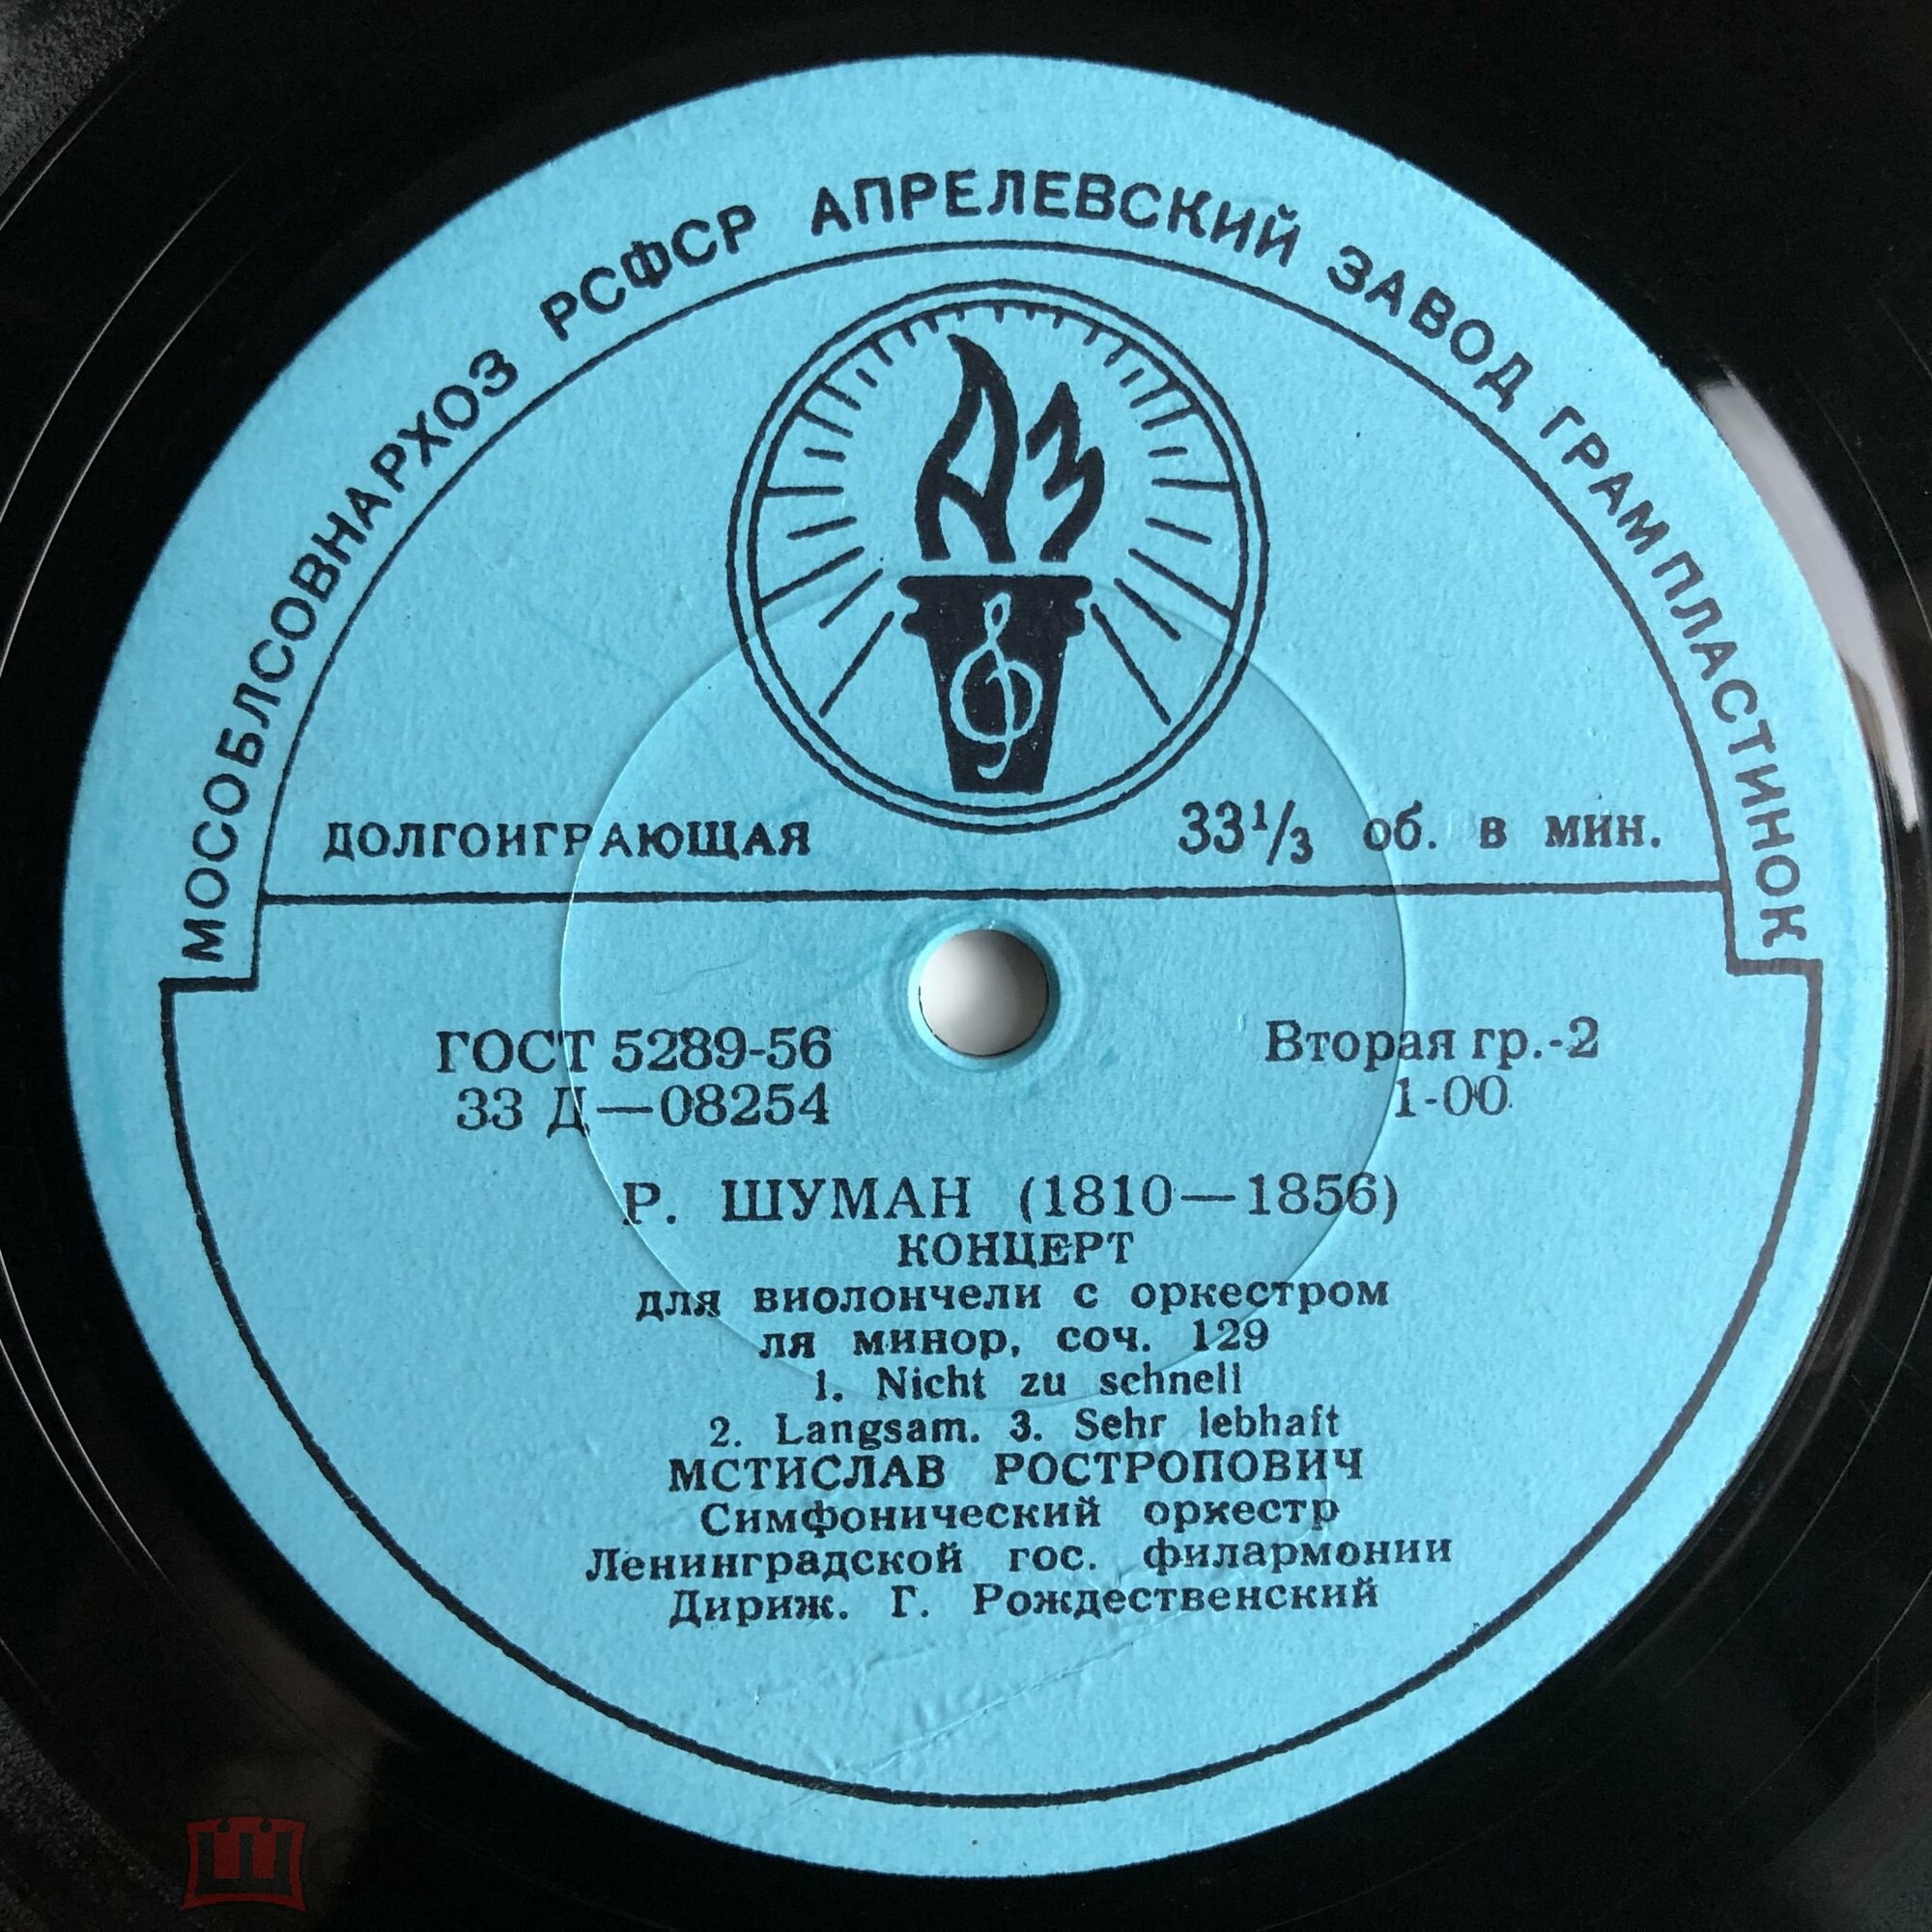 МОСОБЛСОВНАРХОЗ РСФСР АПРЕЛЕВСКИЙ ЗАВОД ГРАМПЛАСТИНОК
АЗ
ДОЛГОИГРАЮЩАЯ 33⅓ об. в мин.
ГОСТ 5289-56 Вторая гр.-2
33 Д—08254 1-00
Р. ШУМАН (1810—1856)
КОНЦЕРТ
для виолончели с оркестром
ля минор, соч. 129
1. Nicht zu schnell
2. Langsam. 3. Sehr lebhaft
МСТИСЛАВ РОСТРОПОВИЧ
Симфонический оркестр
Ленинградской гос. филармонии
Дириж. Г. Рождественский
Ш